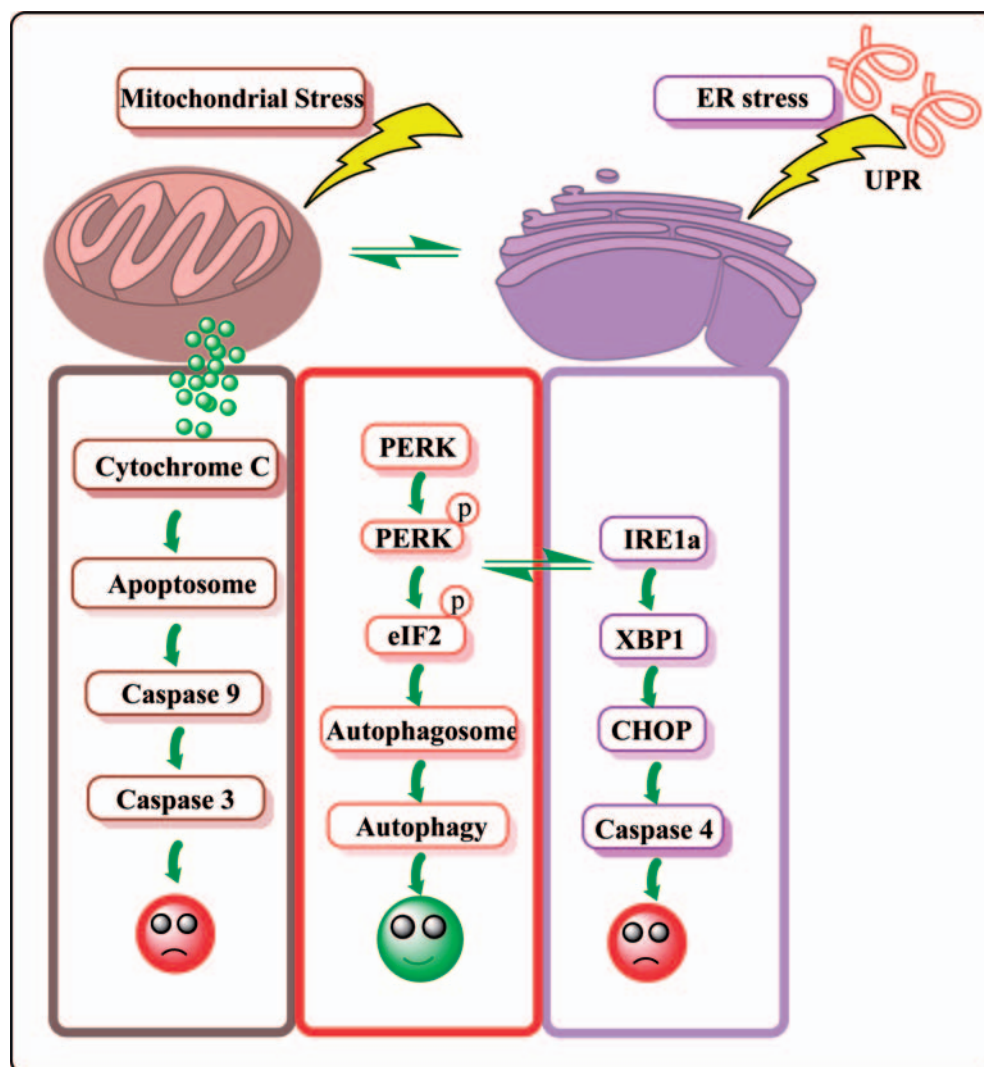 Mitochondrial Stress
ER stress
UPR
Cytochrome C
Apoptosome
Caspase 9
Caspase 3
PERK
p
PERK
p
eIF2
Autophagosome
Autophagy
IRE1a
XBP1
CHOP
Caspase 4